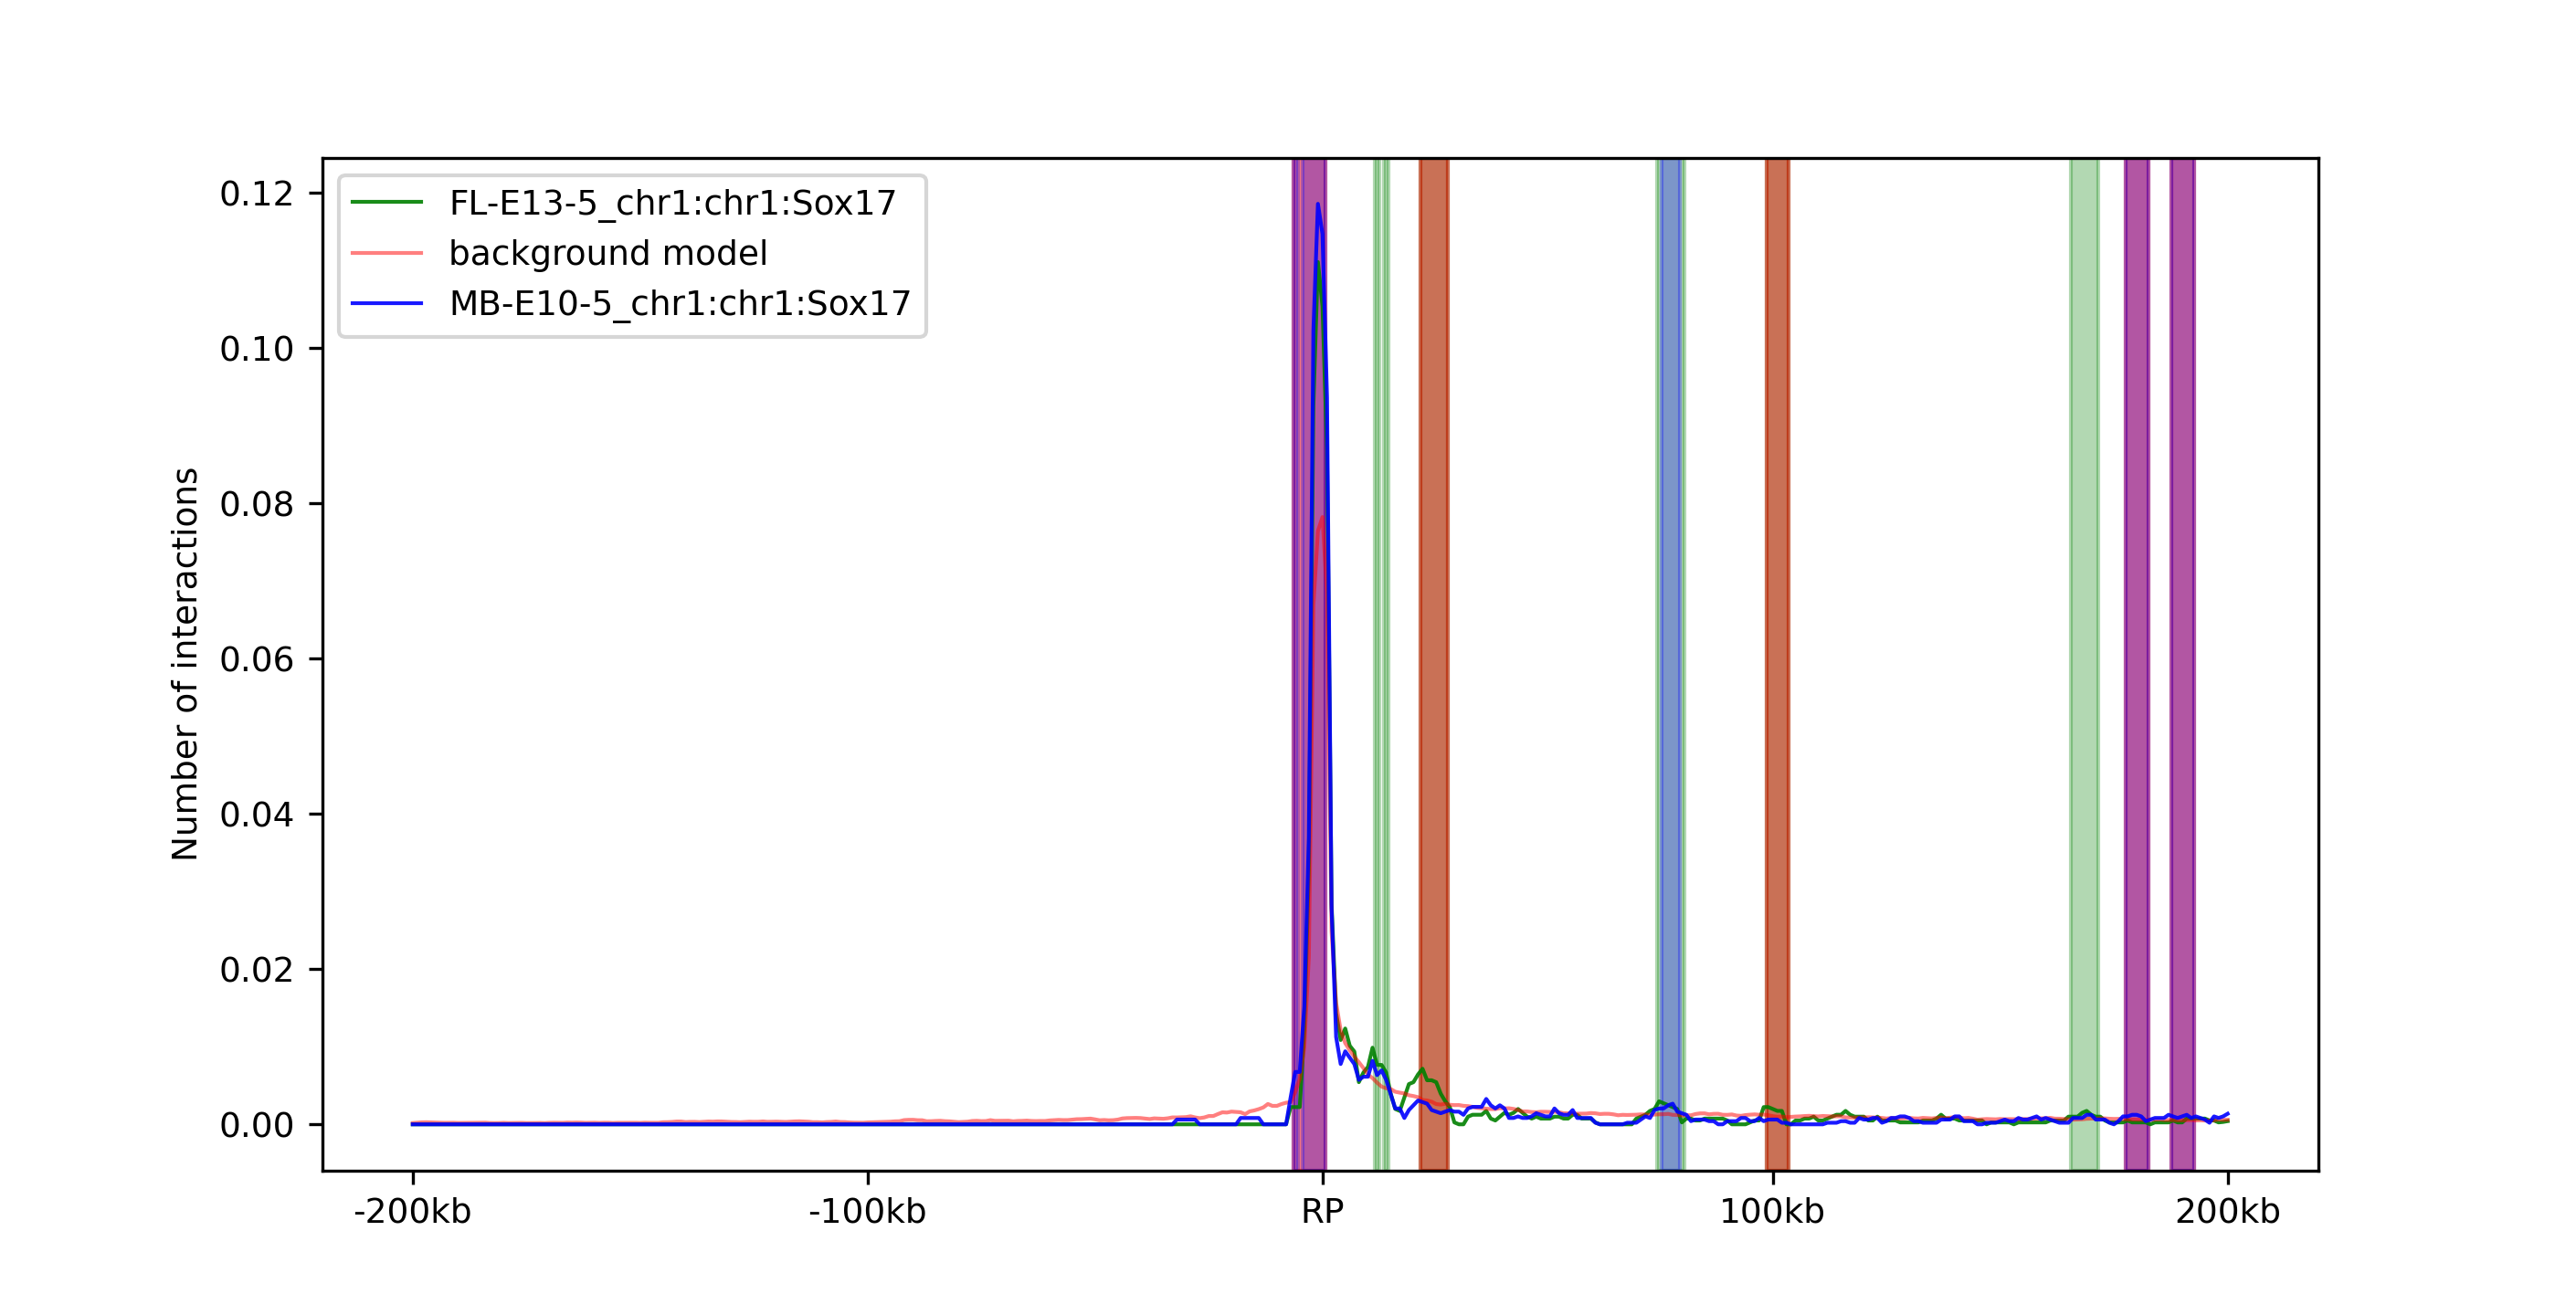 FL-E13-5_chr1:chr1:Sox17
background model
MB-E10-5_chr1:chr1:Sox17
Number of interactions
0.12
0.10
0.08
0.06
0.04
0.02
0.00
-200kb -100kb RP 100kb 200kb